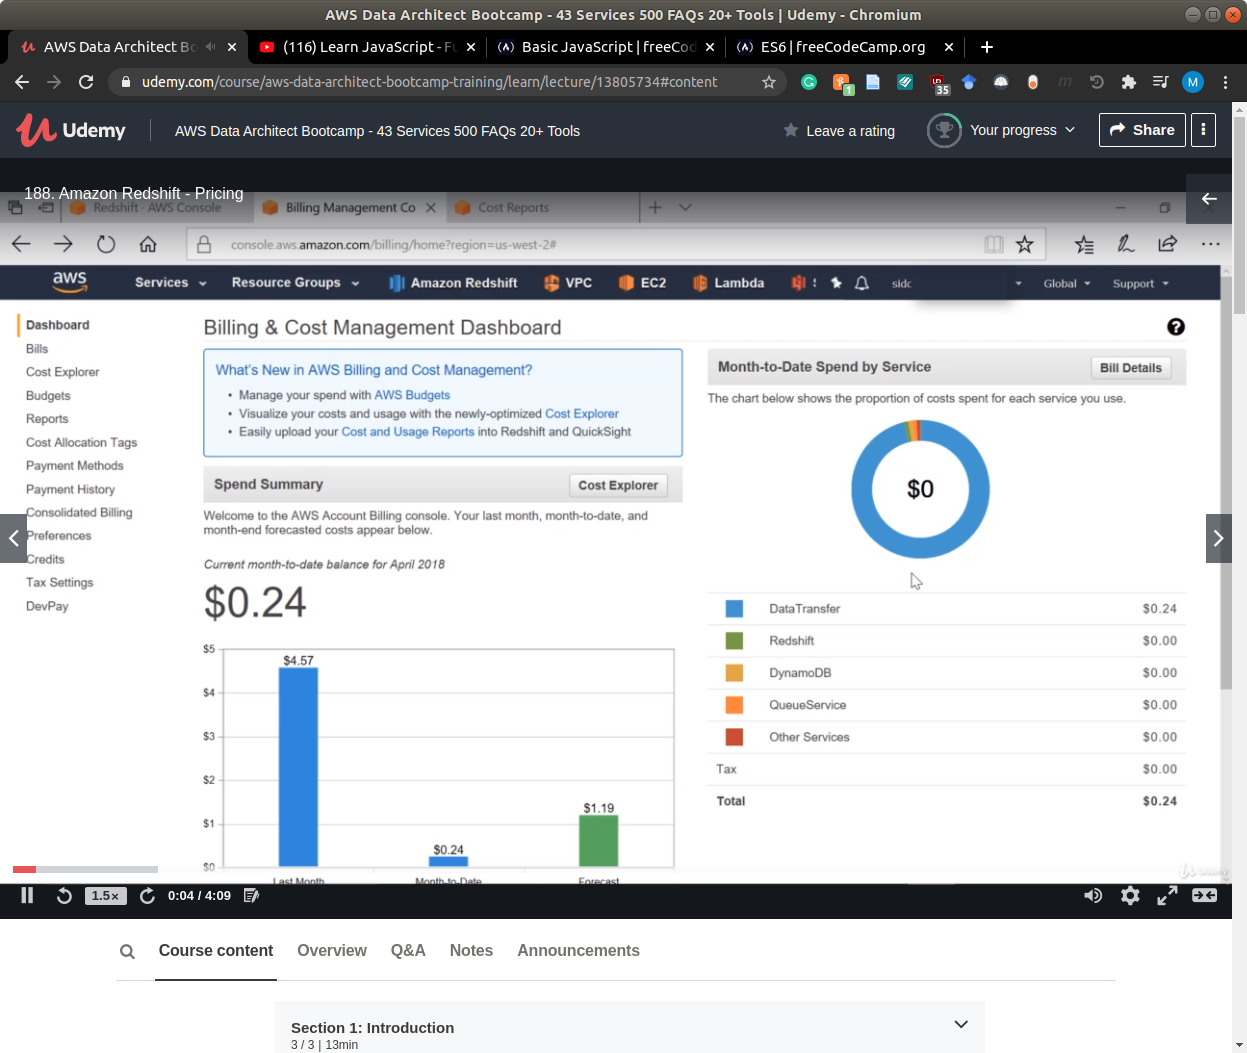 AWS Data Architect Bootcamp - 43 Services 500 FAQs 20+ Tools | Udemy - Chromium
AWS Data Architect Bo
(116) Learn JavaScript - Fu
Basic JavaScript | freeCod
ES6 | freeCodeCamp.org
udemy.com/course/aws-data-architect-bootcamp-training/learn/lecture/13805734#content
1
35
M
Udemy
AWS Data Architect Bootcamp - 43 Services 500 FAQs 20+ Tools
Leave a rating
Your progress
Share
188. Amazon Redshift - Pricing
Redshift · AWS Console
Billing Management Co
Cost Reports
console.aws.amazon.com/billing/home?region=us-west-2#
aws
Services
Resource Groups
Amazon Redshift
VPC
EC2
Lambda
Global
Support
Dashboard
Bills
Cost Explorer
Budgets
Reports
Cost Allocation Tags
Payment Methods
Payment History
Consolidated Billing
Preferences
Credits
Tax Settings
DevPay
Billing & Cost Management Dashboard
What's New in AWS Billing and Cost Management?
• Manage your spend with AWS Budgets
• Visualize your costs and usage with the newly-optimized Cost Explorer
• Easily upload your Cost and Usage Reports into Redshift and QuickSight
Spend Summary
Cost Explorer
Welcome to the AWS Account Billing console. Your last month, month-to-date, and
month-end forecasted costs appear below.
Current month-to-date balance for April 2018
$0.24
$5
$4
$3
$2
$1
$0
$4.57
$0.24
$1.19
Last Month
Month-to-Date
Forecast
Month-to-Date Spend by Service
Bill Details
The chart below shows the proportion of costs spent for each service you use.
$0
DataTransfer $0.24
Redshift $0.00
DynamoDB $0.00
QueueService $0.00
Other Services $0.00
Tax $0.00
Total $0.24
Udemy
1.5×
0:04 / 4:09
Course content
Overview
Q&A
Notes
Announcements
Section 1: Introduction
3 / 3 | 13min